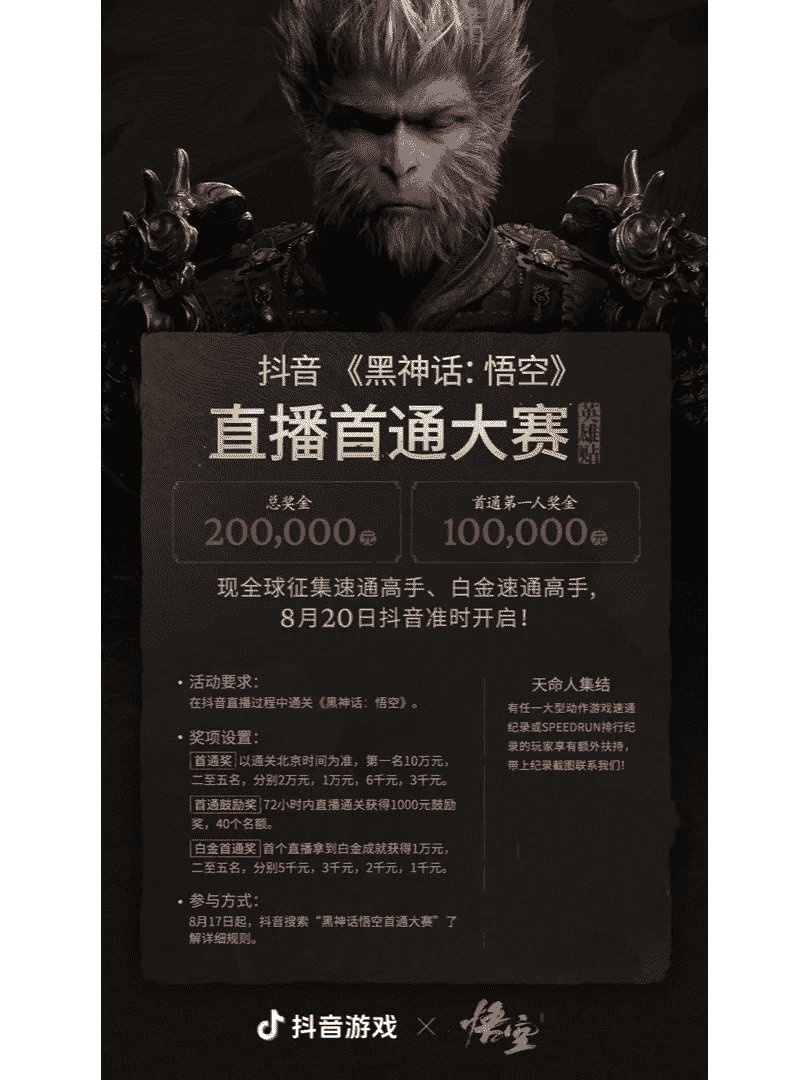 抖音《黑神话：悟空》
直播首通大赛
英雄帖
总奖金
200,000元
首通第一人奖金
100,000元
现全球征集速通高手、白金速通高手，
8月20日抖音准时开启！
• 活动要求：
在抖音直播过程中通关《黑神话：悟空》。
• 奖项设置：
首通奖 以通关北京时间为准，第一名10万元，
二至五名，分别2万元，1万元，6千元，3千元。
首通鼓励奖 72小时内直播通关获得1000元鼓励
奖，40个名额。
白金首通奖 首个直播拿到白金成就获得1万元，
二至五名，分别5千元，3千元，2千元，1千元。
• 参与方式：
8月17日起，抖音搜索“黑神话悟空首通大赛”了
解详细规则。
天命人集结
有任一大型动作游戏速通
纪录或SPEEDRUN排行纪
录的玩家享有额外扶持，
带上纪录截图联系我们！
抖音游戏 × 悟空